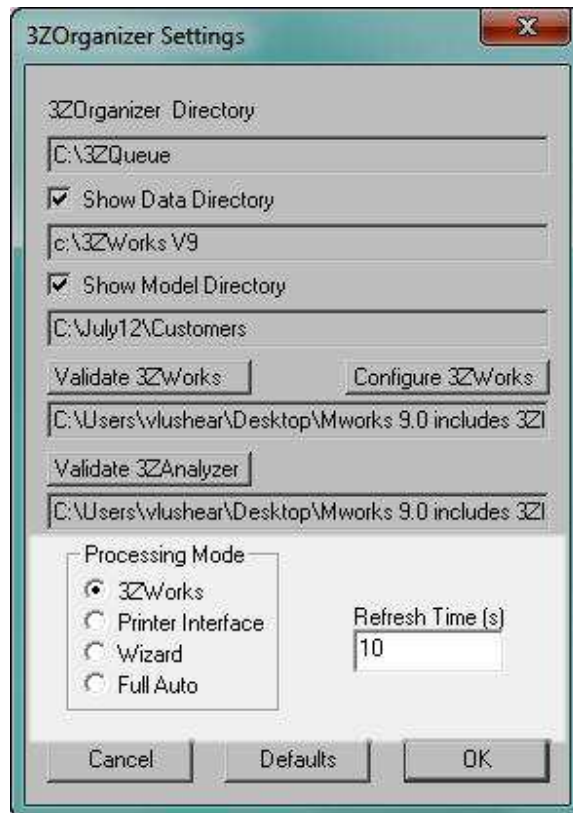 3ZOrganizer Settings
3ZOrganizer Directory
C:\3ZQueue
Show Data Directory
c:\3ZWorks V9
Show Model Directory
C:\July12\Customers
Validate 3ZWorks
Configure 3ZWorks
C:\Users\vlushear\Desktop\Mworks 9.0 includes 3Z
Validate 3ZAnalyzer
C:\Users\vlushear\Desktop\Mworks 9.0 includes 3Z
Processing Mode
3ZWorks
Printer Interface
Wizard
Full Auto
Refresh Time (s)
10
Cancel
Defaults
OK